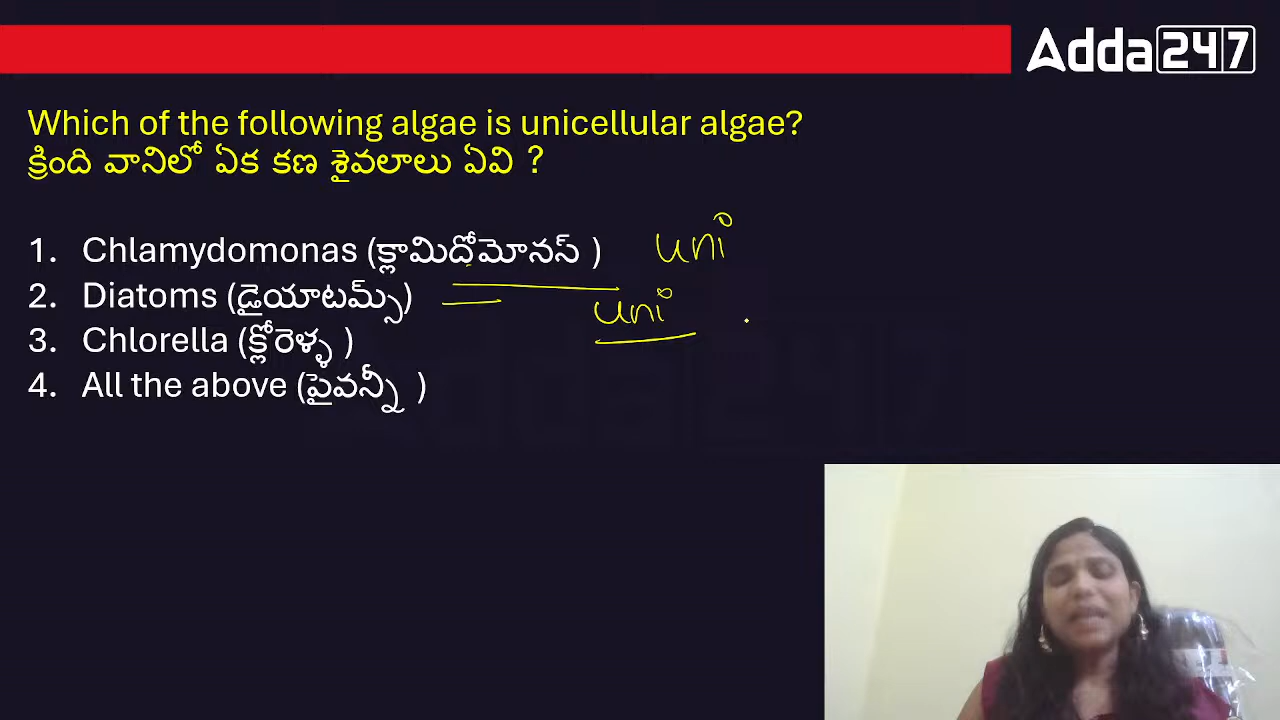 Adda247
Which of the following algae is unicellular algae?
క్రింది వానిలో ఏక కణ శైవలాలు ఏవి ?
1. Chlamydomonas (క్లామిదోమోనస్ ) uni
2. Diatoms (డైయాటమ్స్) uni
3. Chlorella (క్లోరెళ్ళ )
4. All the above (పైవన్నీ )
Adda247